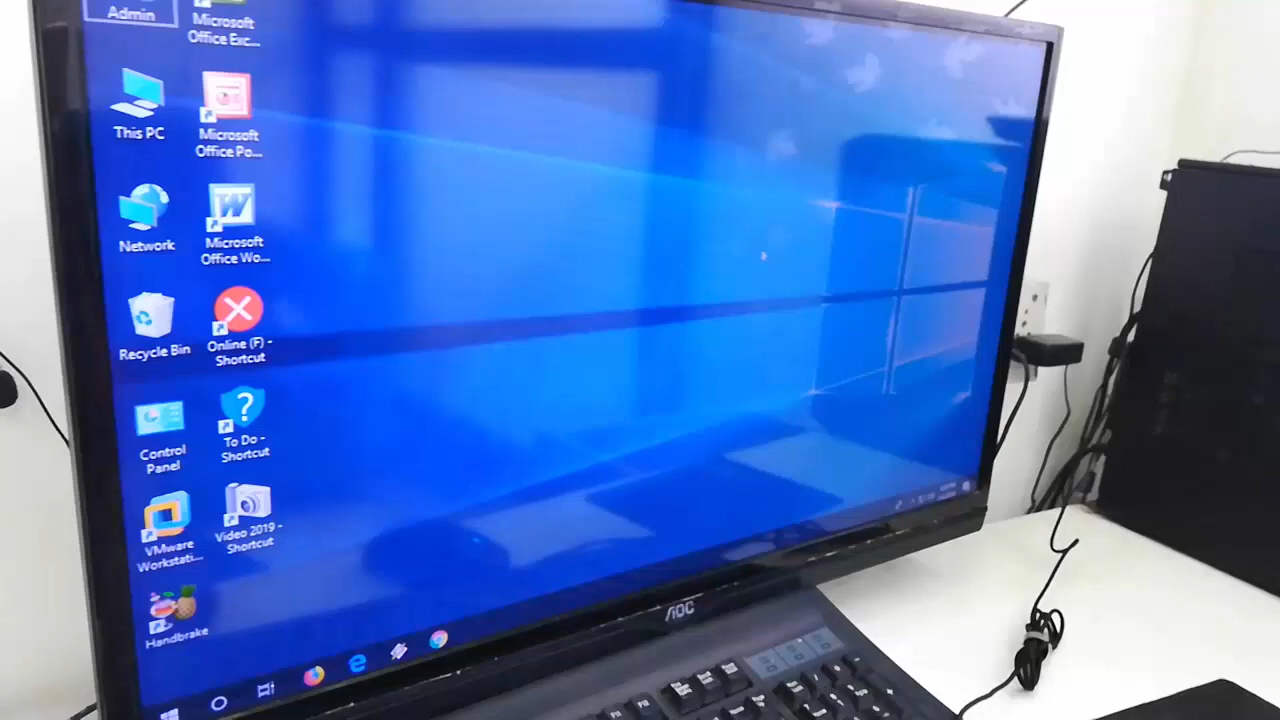 Admin
Microsoft
Office Exc...
This PC
Microsoft
Office Po...
Network
Microsoft
Office Wo...
Recycle Bin
Online (F) -
Shortcut
Control
Panel
To Do -
Shortcut
VMware
Workstati...
Video 2019 -
Shortcut
Handbrake
AOC